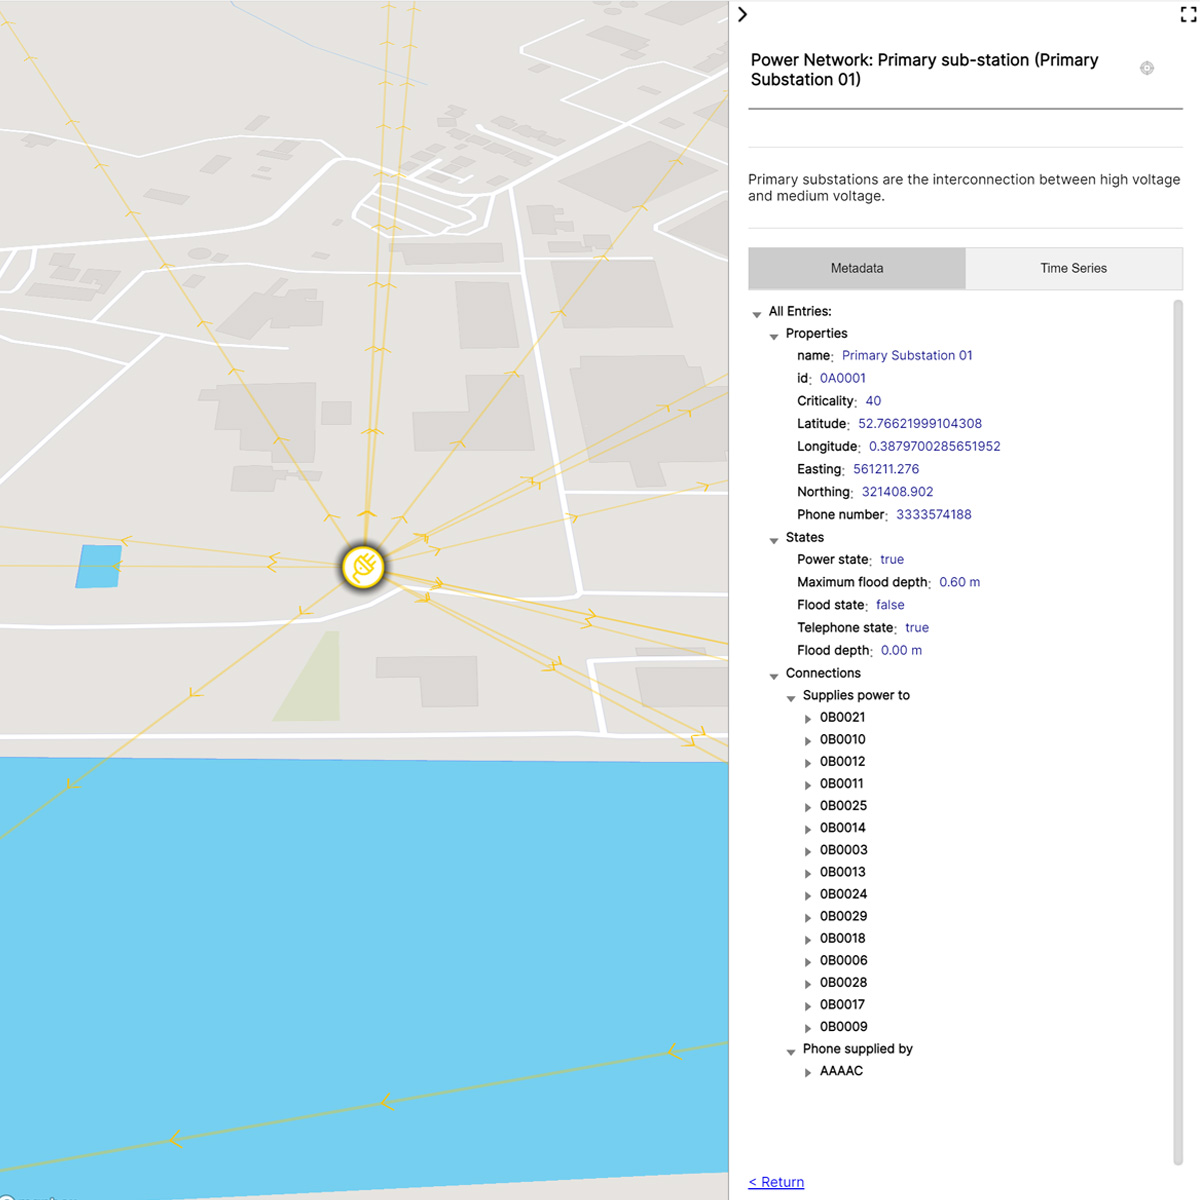 Power Network: Primary sub-station (Primary
Substation 01)
Primary substations are the interconnection between high voltage
and medium voltage.
Metadata
Time Series
All Entries:
Properties
name: Primary Substation 01
id: 0A0001
Criticality: 40
Latitude: 52.76621999104308
Longitude: 0.3879700285651952
Easting: 561211.276
Northing: 321408.902
Phone number: 3333574188
States
Power state: true
Maximum flood depth: 0.60 m
Flood state: false
Telephone state: true
Flood depth: 0.00 m
Connections
Supplies power to
0B0021
0B0010
0B0012
0B0011
0B0025
0B0014
0B0003
0B0013
0B0024
0B0029
0B0018
0B0006
0B0028
0B0017
0B0009
Phone supplied by
AAAAC
< Return